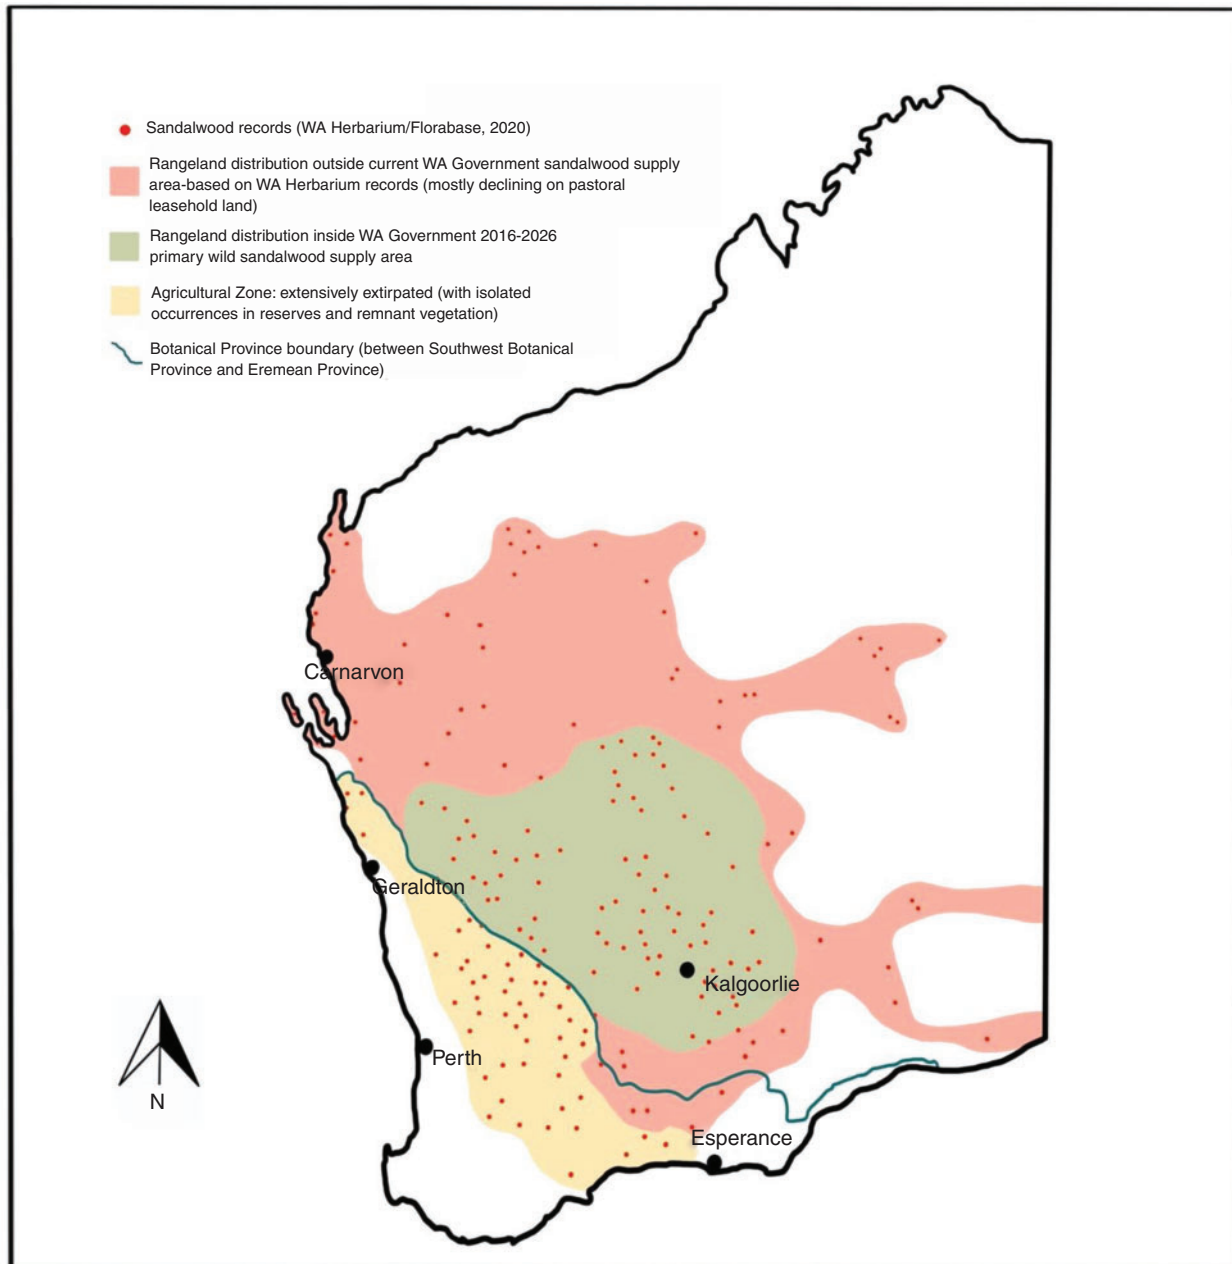 Sandalwood records (WA Herbarium/Florabase, 2020)
Rangeland distribution outside current WA Government sandalwood supply
area-based on WA Herbarium records (mostly declining on pastoral
leasehold land)
Rangeland distribution inside WA Government 2016-2026
primary wild sandalwood supply area
Agricultural Zone: extensively extirpated (with isolated
occurrences in reserves and remnant vegetation)
Botanical Province boundary (between Southwest Botanical
Province and Eremean Province)
Carnarvon
Geraldton
Kalgoorlie
Perth
N
Esperance